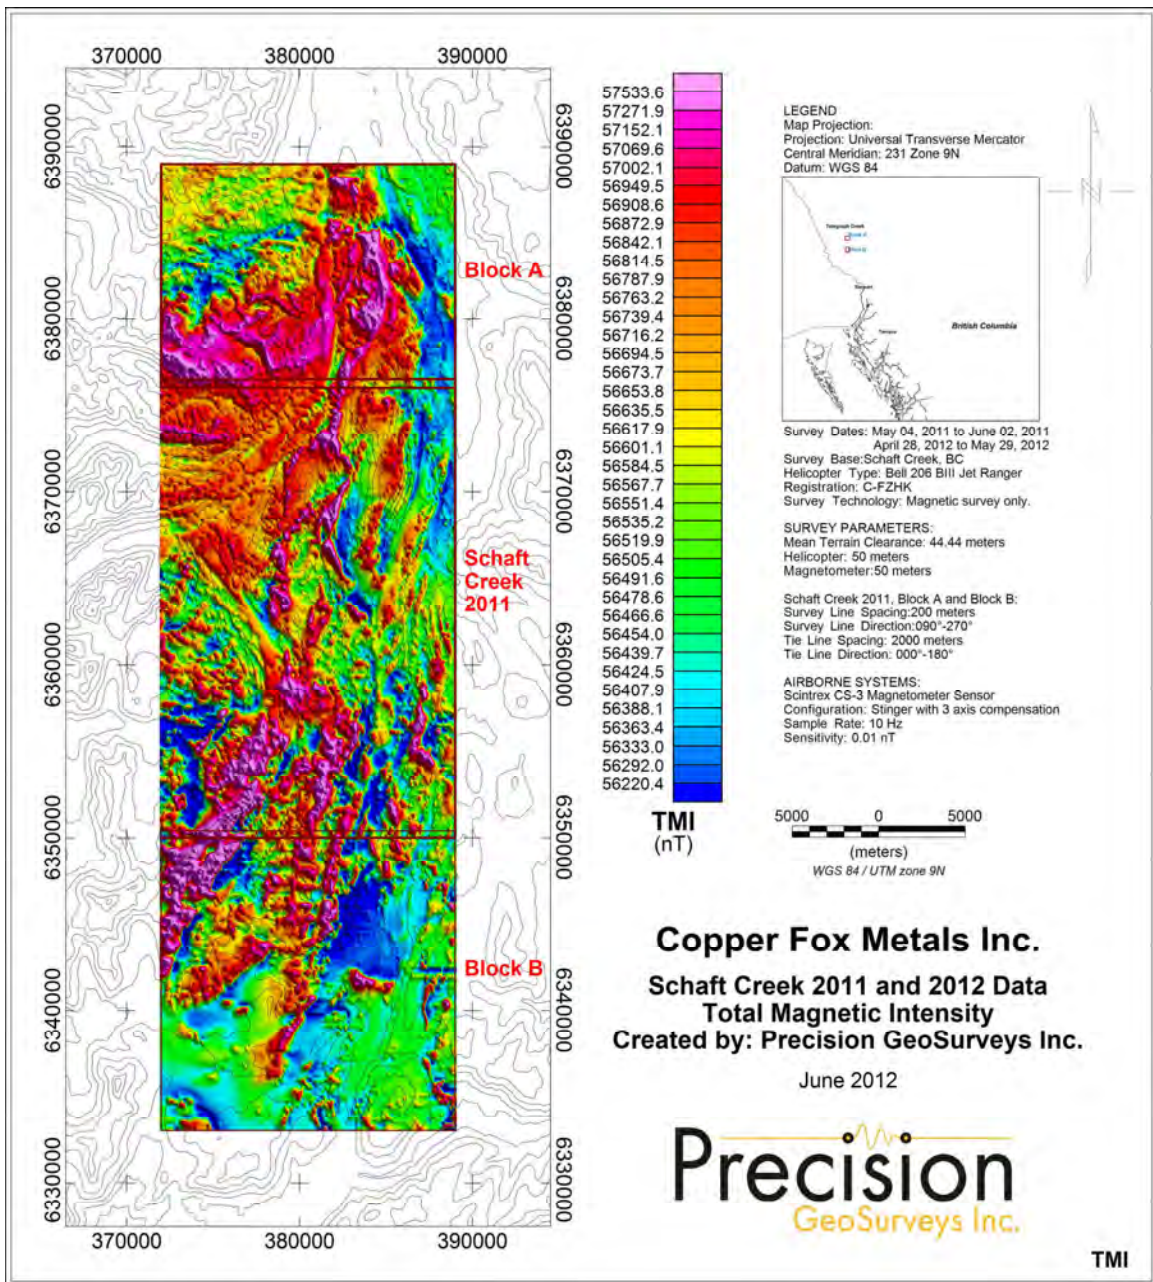 370000 380000 390000
6390000 6390000
6380000 6380000
6370000 6370000
6360000 6360000
6350000 6350000
6340000 6340000
6330000 6330000
370000 380000 390000
Block A
Schaft
Creek
2011
Block B
57533.6
57271.9
57152.1
57069.6
57002.1
56949.5
56908.6
56872.9
56842.1
56814.5
56787.9
56763.2
56739.4
56716.2
56694.5
56673.7
56653.8
56635.5
56617.9
56601.1
56584.5
56567.7
56551.4
56535.2
56519.9
56505.4
56491.6
56478.6
56466.6
56454.0
56439.7
56424.5
56407.9
56388.1
56363.4
56333.0
56292.0
56220.4
TMI
(nT)
LEGEND
Map Projection:
Projection: Universal Transverse Mercator
Central Meridian: 231 Zone 9N
Datum: WGS 84
Telegraph Creek
British Columbia
Survey Dates: May 04, 2011 to June 02, 2011
April 28, 2012 to May 29, 2012
Survey Base:Schaft Creek, BC
Helicopter Type: Bell 206 BIII Jet Ranger
Registration: C-FZHK
Survey Technology: Magnetic survey only.
SURVEY PARAMETERS:
Mean Terrain Clearance: 44.44 meters
Helicopter: 50 meters
Magnetometer:50 meters
Schaft Creek 2011, Block A and Block B:
Survey Line Spacing:200 meters
Survey Line Direction:090°-270°
Tie Line Spacing: 2000 meters
Tie Line Direction: 000°-180°
AIRBORNE SYSTEMS:
Scintrex CS-3 Magnetometer Sensor
Configuration: Stinger with 3 axis compensation
Sample Rate: 10 Hz
Sensitivity: 0.01 nT
5000 0 5000
(meters)
WGS 84 / UTM zone 9N
Copper Fox Metals Inc.
Schaft Creek 2011 and 2012 Data
Total Magnetic Intensity
Created by: Precision GeoSurveys Inc.
June 2012
Precision
GeoSurveys Inc.
TMI